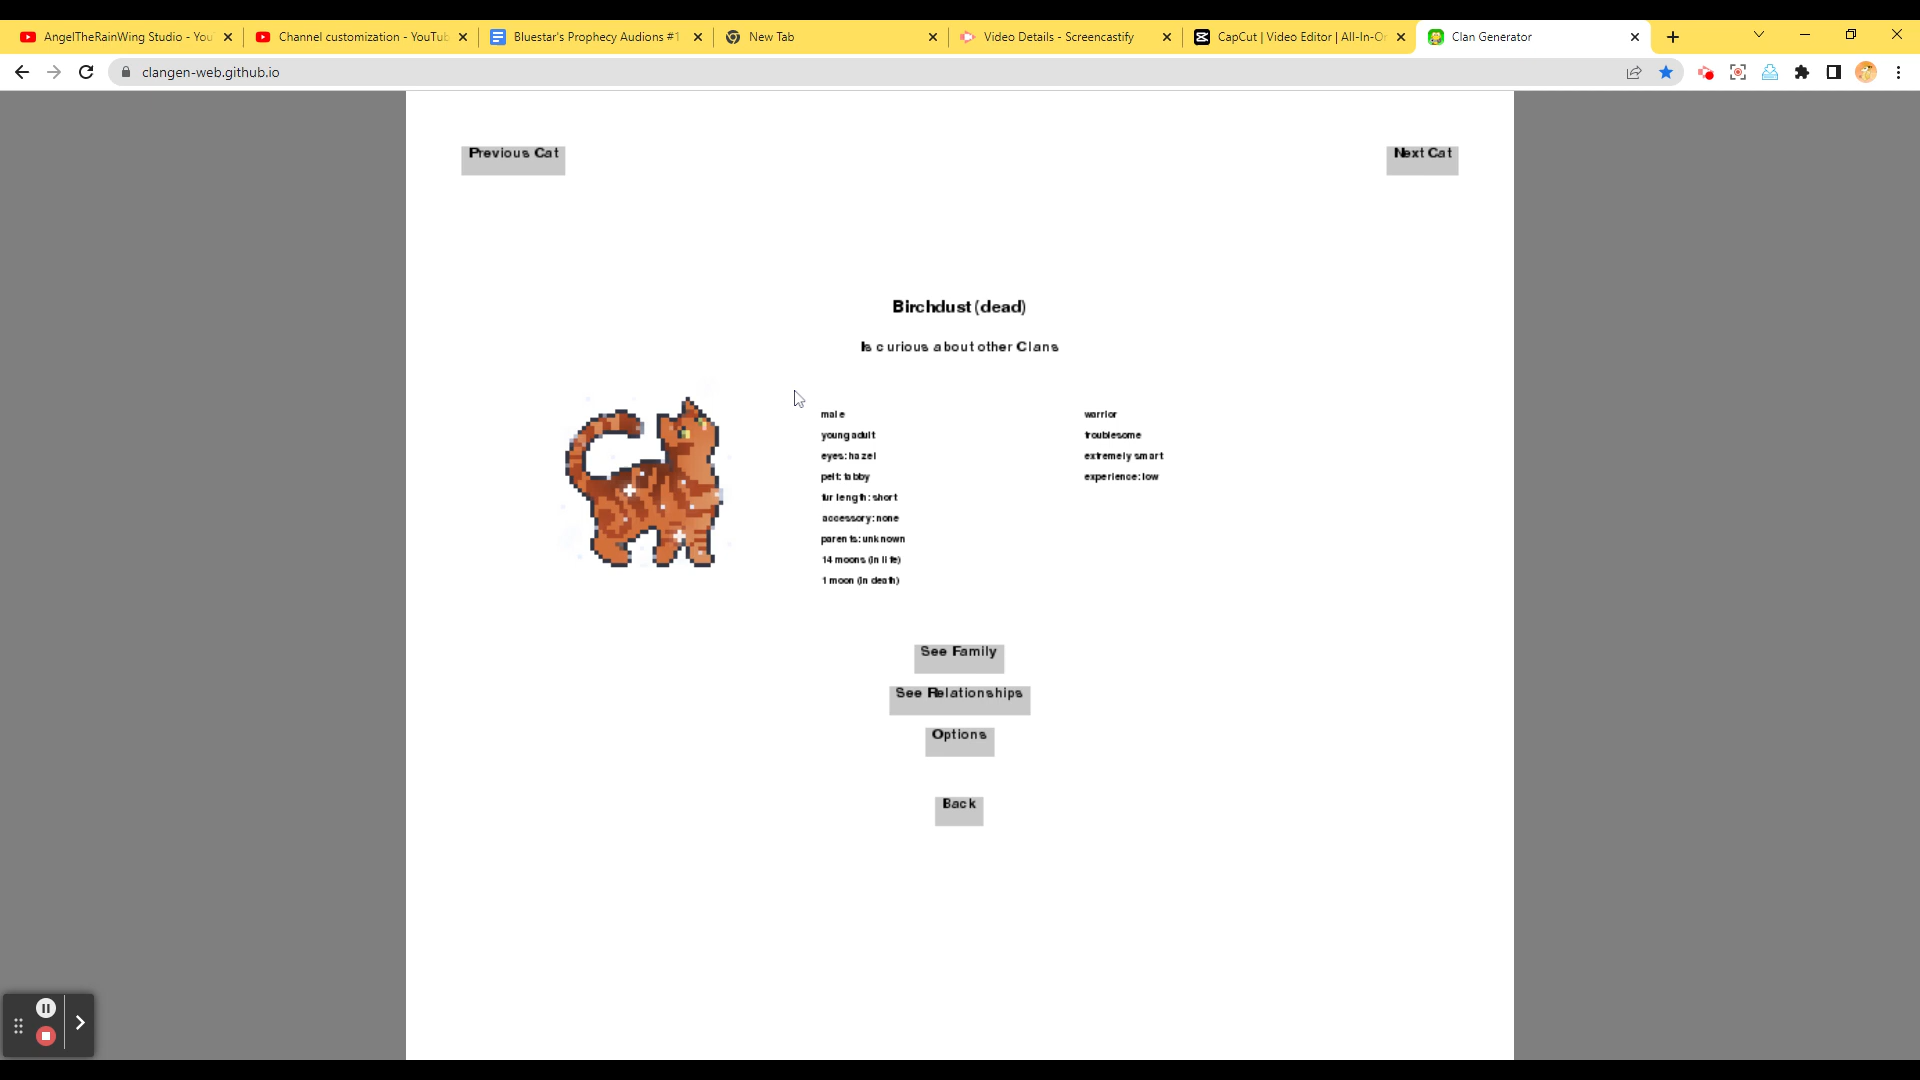 AngelTheRainWing Studio - You
Channel customization - YouTub
Bluestar's Prophecy Audions #1
New Tab
Video Details - Screencastify
CapCut | Video Editor | All-In-On
Clan Generator
clangen-web.github.io
Previous Cat
Next Cat
Birchdust (dead)
Is curious about other Clans
male
young adult
eyes: hazel
pelt: tabby
fur length: short
accessory: none
parents: unknown
14 moons (in life)
1 moon (in death)
warrior
troublesome
extremely smart
experience: low
See Family
See Relationships
Options
Back